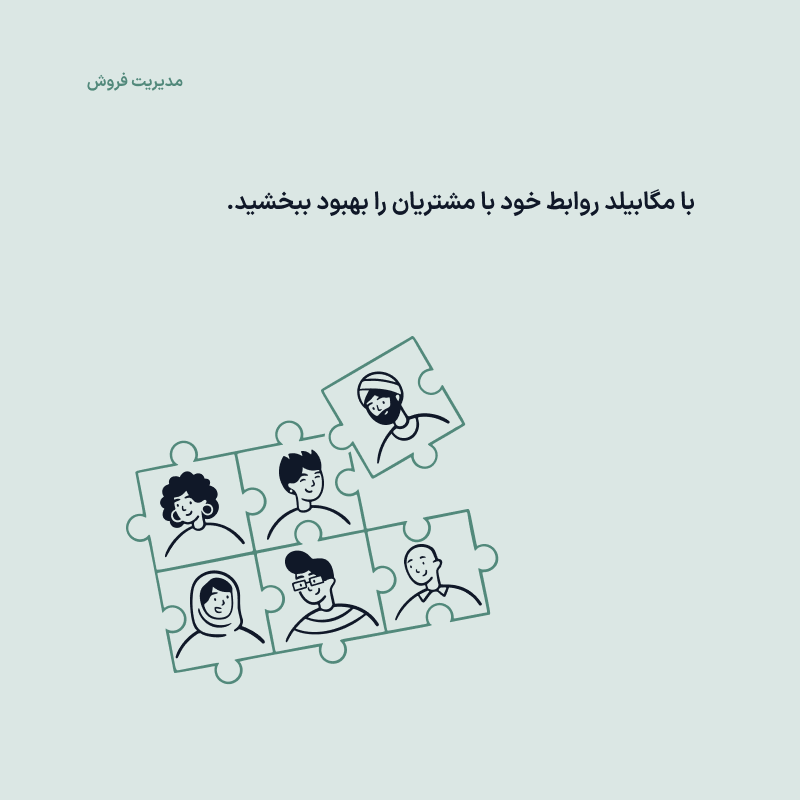 مدیریت فروش
با مگابیلد روابط خود با مشتریان را بهبود ببخشید.